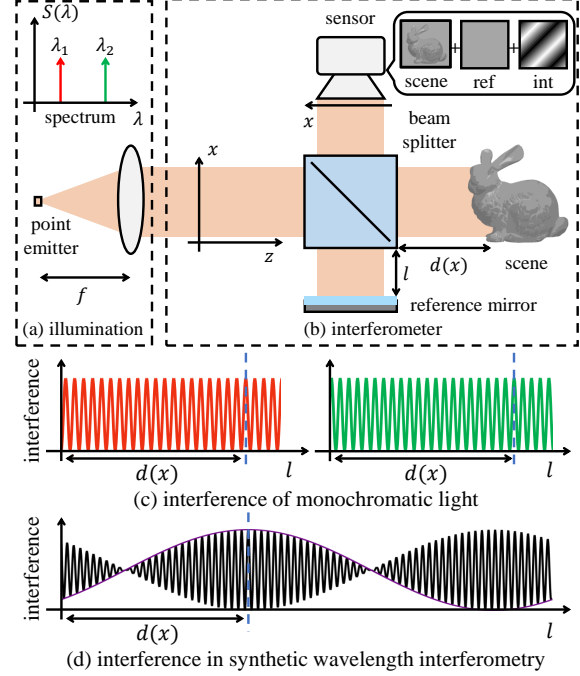 S(λ)
λ₁
λ₂
spectrum
λ
point
emitter
f
(a) illumination
sensor
scene
ref
int
+
+
x
beam
splitter
x
z
l
d(x)
scene
reference mirror
(b) interferometer
interference
d(x)
l
d(x)
l
(c) interference of monochromatic light
interference
d(x)
l
(d) interference in synthetic wavelength interferometry